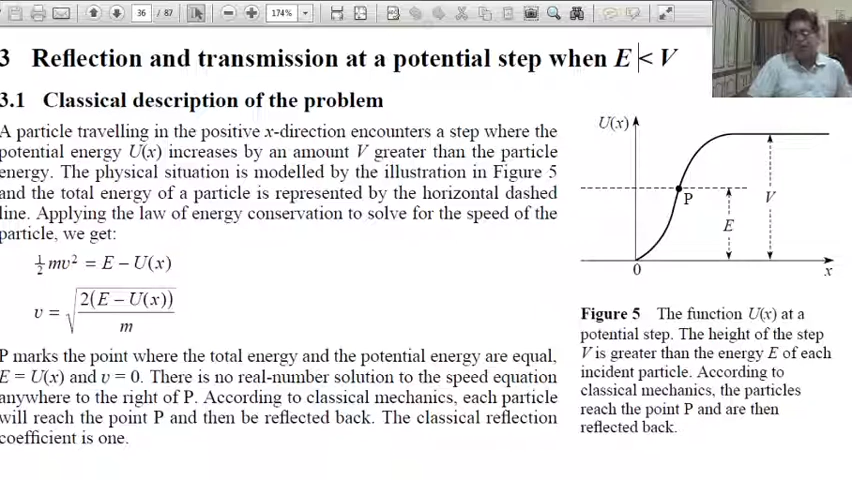 36 / 87
174%
3 Reflection and transmission at a potential step when E < V
3.1 Classical description of the problem
A particle travelling in the positive x-direction encounters a step where the
potential energy U(x) increases by an amount V greater than the particle
energy. The physical situation is modelled by the illustration in Figure 5
and the total energy of a particle is represented by the horizontal dashed
line. Applying the law of energy conservation to solve for the speed of the
particle, we get:
½mv² = E − U(x)
v = √(2(E − U(x))/m)
P marks the point where the total energy and the potential energy are equal,
E = U(x) and v = 0. There is no real-number solution to the speed equation
anywhere to the right of P. According to classical mechanics, each particle
will reach the point P and then be reflected back. The classical reflection
coefficient is one.
U(x)
P
V
E
0
x
Figure 5 The function U(x) at a
potential step. The height of the step
V is greater than the energy E of each
incident particle. According to
classical mechanics, the particles
reach the point P and are then
reflected back.